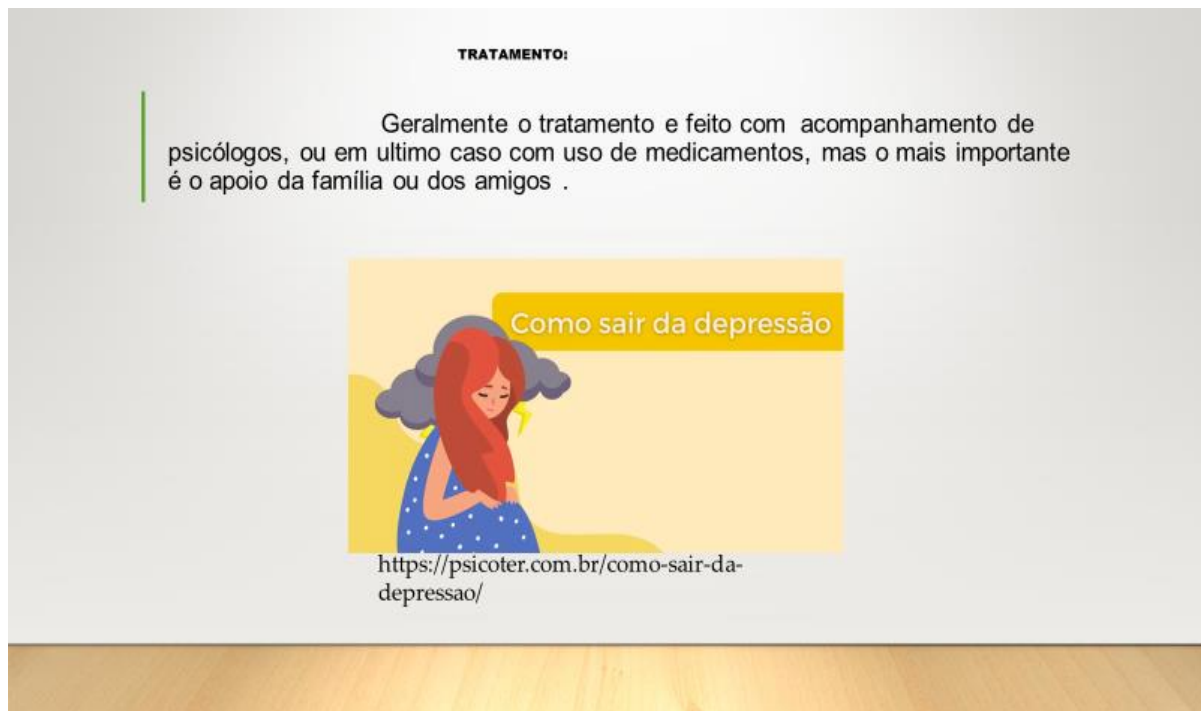 TRATAMENTO:
Geralmente o tratamento e feito com acompanhamento de
psicólogos, ou em ultimo caso com uso de medicamentos, mas o mais importante
é o apoio da família ou dos amigos .
Como sair da depressão
https://psicoter.com.br/como-sair-da-
depressao/